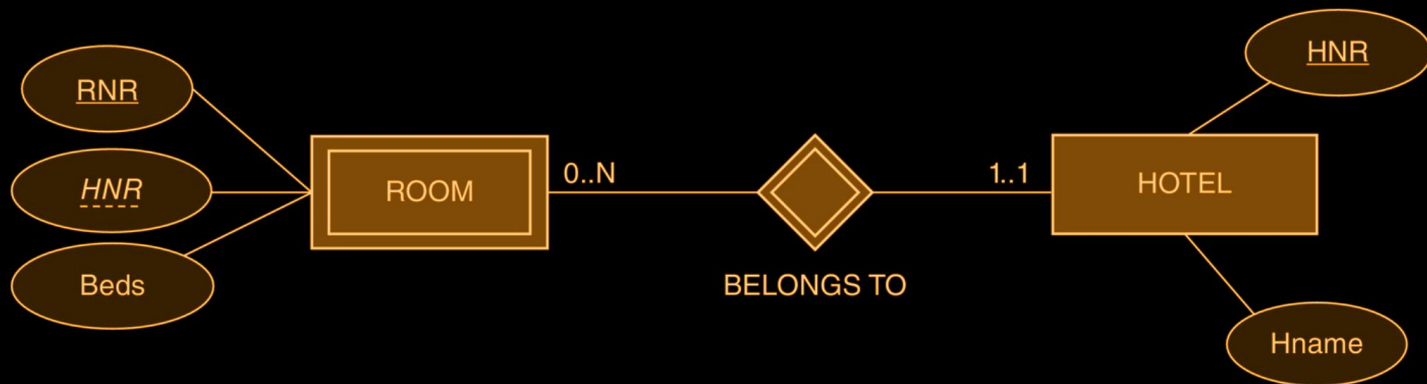 HNR
RNR
0..N
1..1
HNR
ROOM
HOTEL
Beds
BELONGS TO
Hname